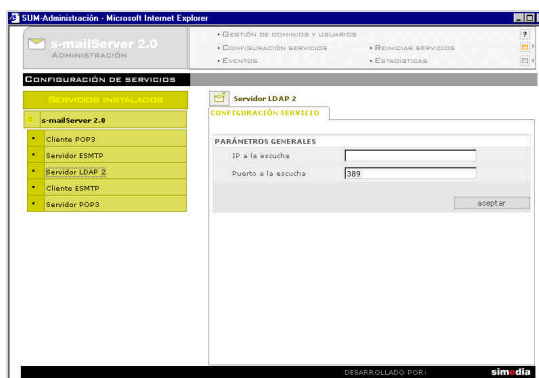 SUM-Administración - Microsoft Internet Explorer
s-mailServer 2.0
ADMINISTRACIÓN
• GESTIÓN DE DOMINIOS Y USUARIOS
• CONFIGURACIÓN SERVICIOS
• REINICIAR SERVICIOS
• EVENTOS
• ESTADÍSTICAS
?
CONFIGURACIÓN DE SERVICIOS
SERVICIOS INSTALADOS
s-mailServer 2.0
• Cliente POP3
• Servidor ESMTP
• Servidor LDAP 2
• Cliente ESMTP
• Servidor POP3
Servidor LDAP 2
CONFIGURACIÓN SERVICIO
PARÁMETROS GENERALES
IP a la escucha
Puerto a la escucha
389
aceptar
DESARROLLADO POR:
simedia